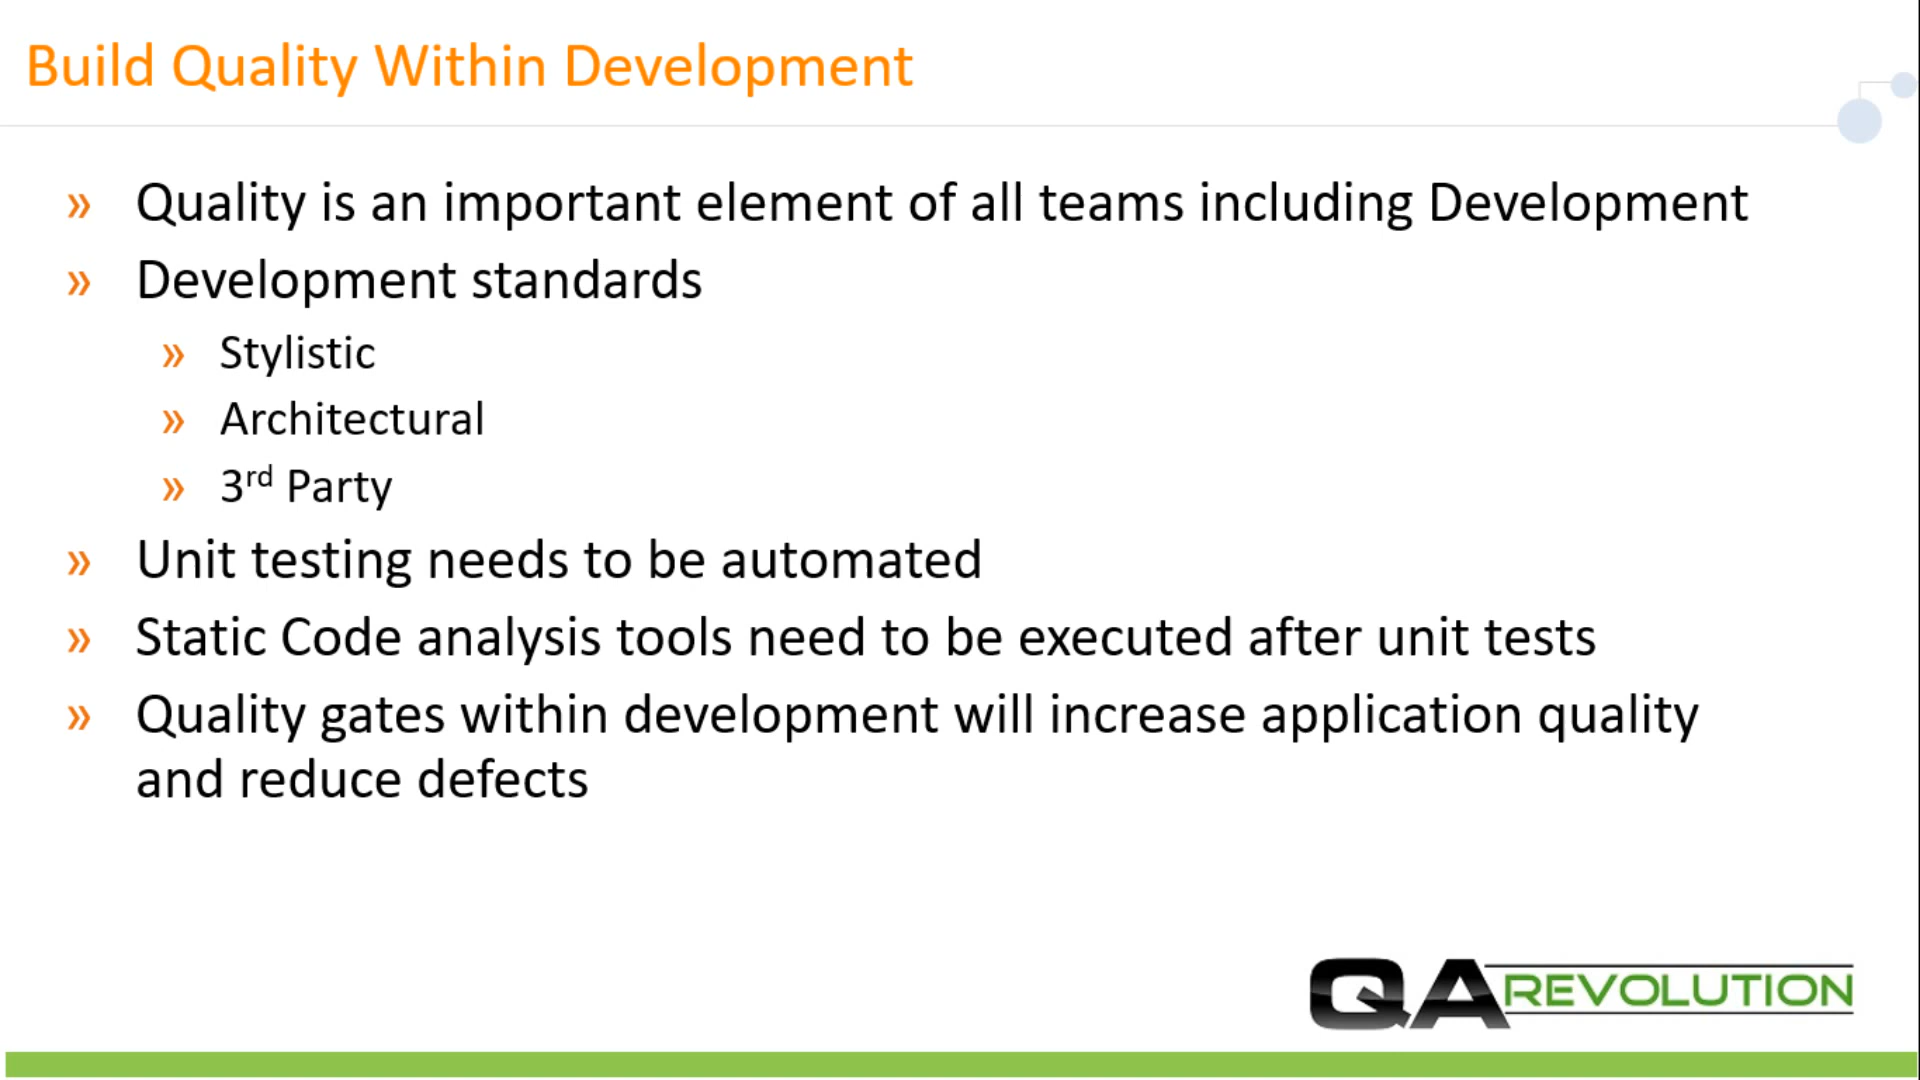 Build Quality Within Development
» Quality is an important element of all teams including Development
» Development standards
» Stylistic
» Architectural
» 3rd Party
» Unit testing needs to be automated
» Static Code analysis tools need to be executed after unit tests
» Quality gates within development will increase application quality
and reduce defects
QA REVOLUTION